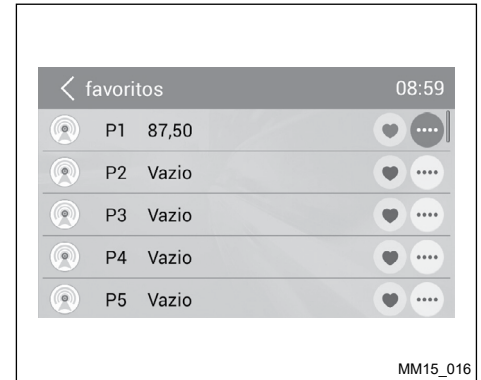 favoritos 08:59
P1 87,50
P2 Vazio
P3 Vazio
P4 Vazio
P5 Vazio
MM15_016